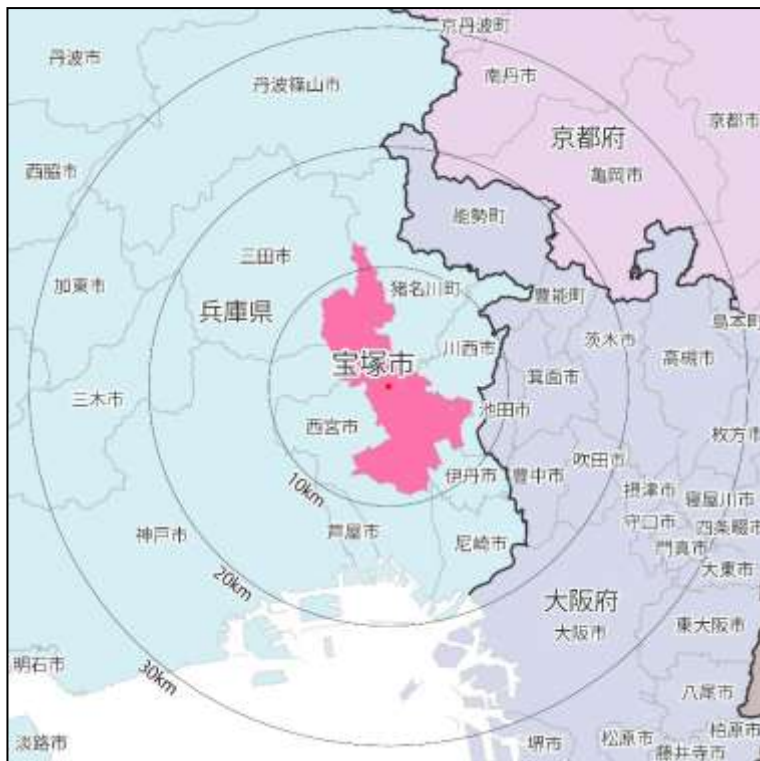 京丹波町
丹波市
南丹市
丹波篠山市
京都市
京都府
亀岡市
西脇市
能勢町
三田市
加東市
猪名川町
豊能町
兵庫県
島本町
茨木市
川西市
高槻市
宝塚市
箕面市
三木市
池田市
西宮市
枚方市
吹田市
伊丹市
豊中市
10km
摂津市
寝屋川市
守口市
四条畷市
芦屋市
神戸市
尼崎市
門真市
大東市
20km
大阪府
大阪市
東大阪市
明石市
30km
八尾市
柏原市
淡路市
堺市
松原市
藤井寺市